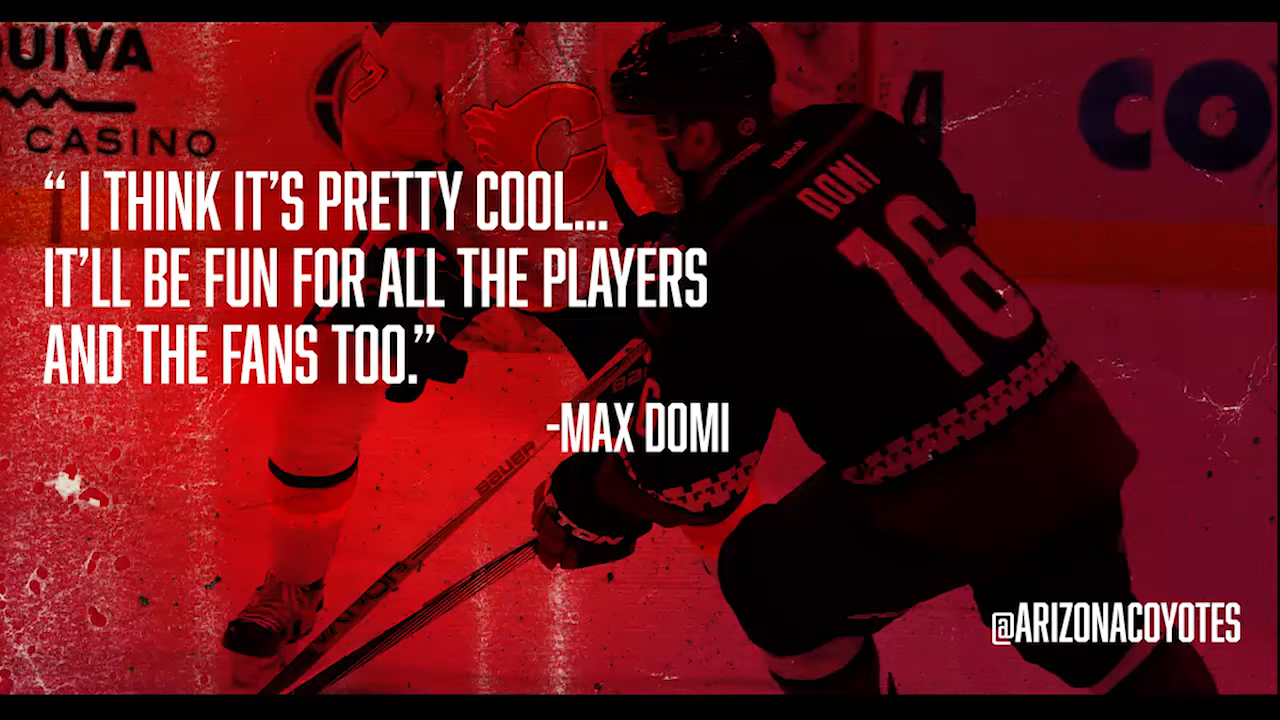 CASINO
CO
DOMI
16
“ I THINK IT’S PRETTY COOL...
IT’LL BE FUN FOR ALL THE PLAYERS
AND THE FANS TOO.”
-MAX DOMI
BAUER
@ARIZONACOYOTES